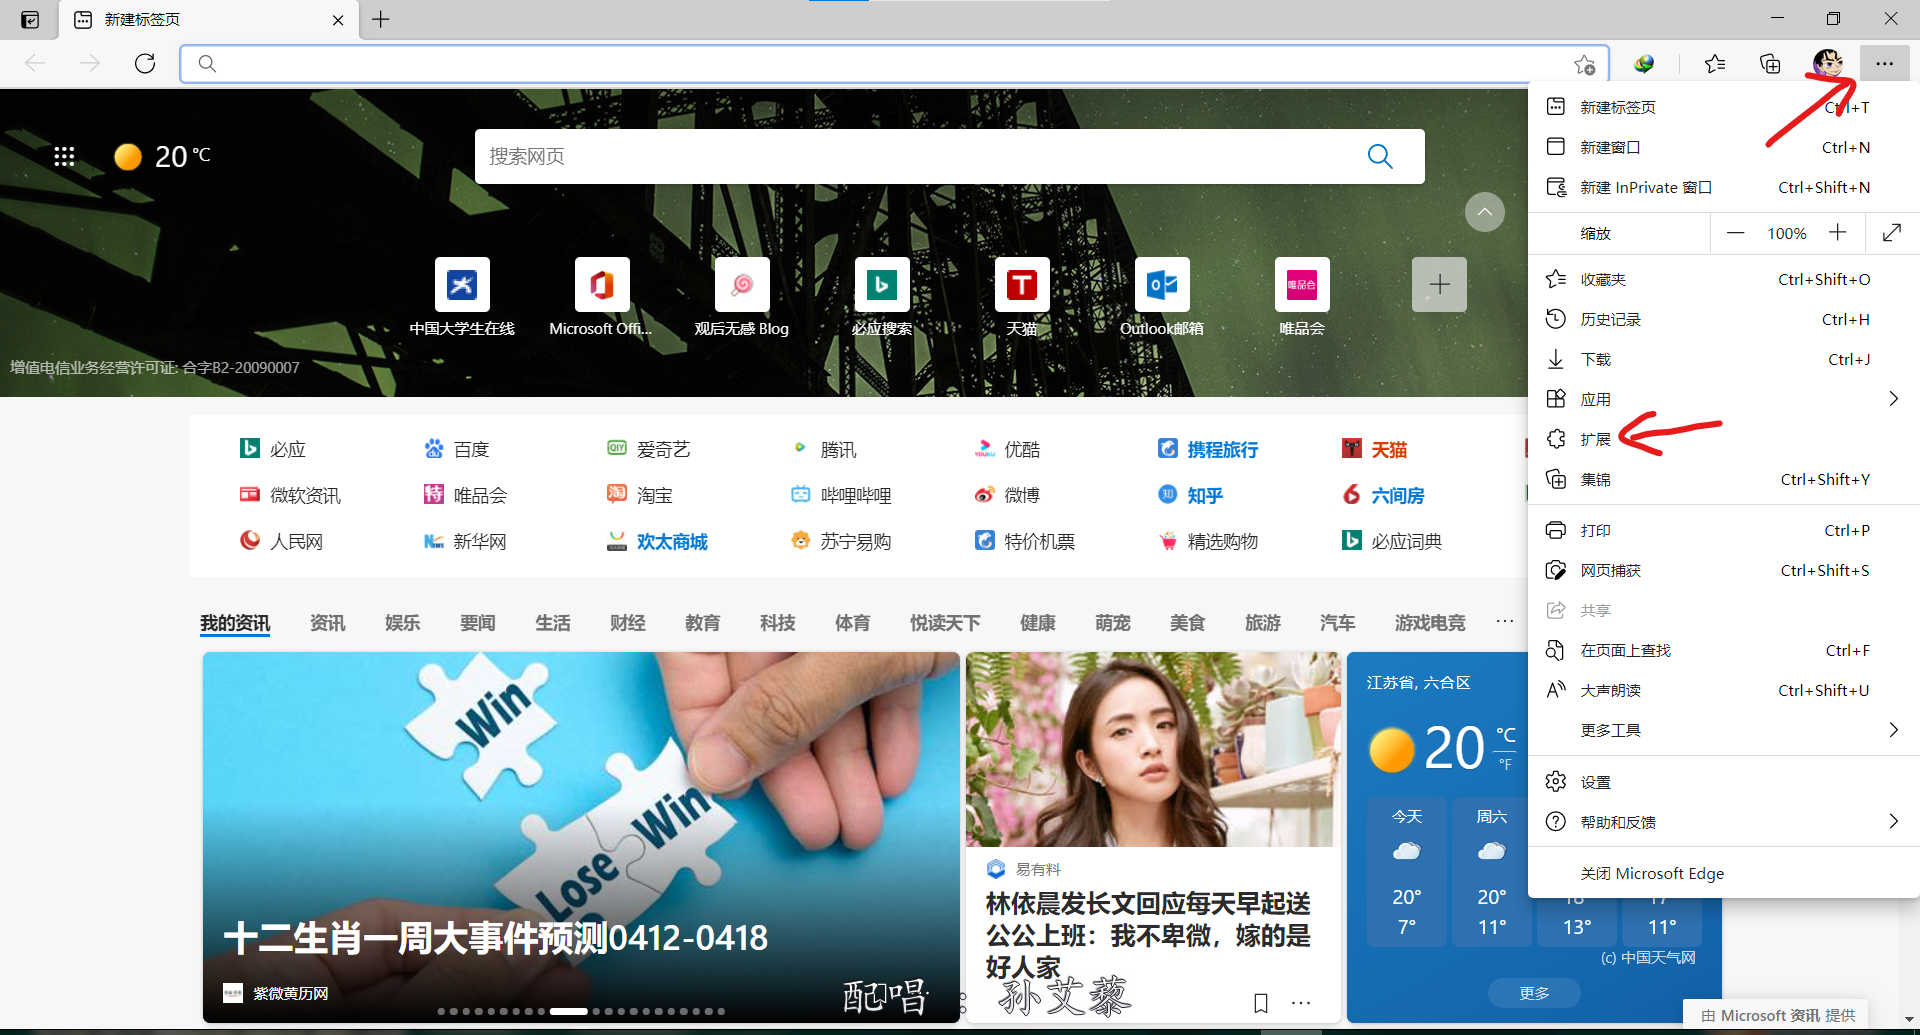 新建标签页
20 °C
搜索网页
中国大学生在线
Microsoft Offi...
观后无感 Blog
必应搜索
天猫
Outlook邮箱
唯品会
增值电信业务经营许可证: 合字B2-20090007
必应 百度 爱奇艺 腾讯 优酷 携程旅行 天猫
微软资讯 唯品会 淘宝 哔哩哔哩 微博 知乎 六间房
人民网 新华网 欢太商城 苏宁易购 特价机票 精选购物 必应词典
我的资讯 资讯 娱乐 要闻 生活 财经 教育 科技 体育 悦读天下 健康 萌宠 美食 旅游 汽车 游戏电竞 ...
Win
Lose
Win
十二生肖一周大事件预测0412-0418
紫微黄历网
易有料
林依晨发长文回应每天早起送
公公上班：我不卑微，嫁的是
好人家
配唱：孙艾藜
江苏省, 六合区
20 °C
°F
今天 周六
20° 20° 18° 17°
7° 11° 13° 11°
(c) 中国天气网
更多
由 Microsoft 资讯 提供
新建标签页 Ctrl+T
新建窗口 Ctrl+N
新建 InPrivate 窗口 Ctrl+Shift+N
缩放 100%
收藏夹 Ctrl+Shift+O
历史记录 Ctrl+H
下载 Ctrl+J
应用
扩展
集锦 Ctrl+Shift+Y
打印 Ctrl+P
网页捕获 Ctrl+Shift+S
共享
在页面上查找 Ctrl+F
大声朗读 Ctrl+Shift+U
更多工具
设置
帮助和反馈
关闭 Microsoft Edge